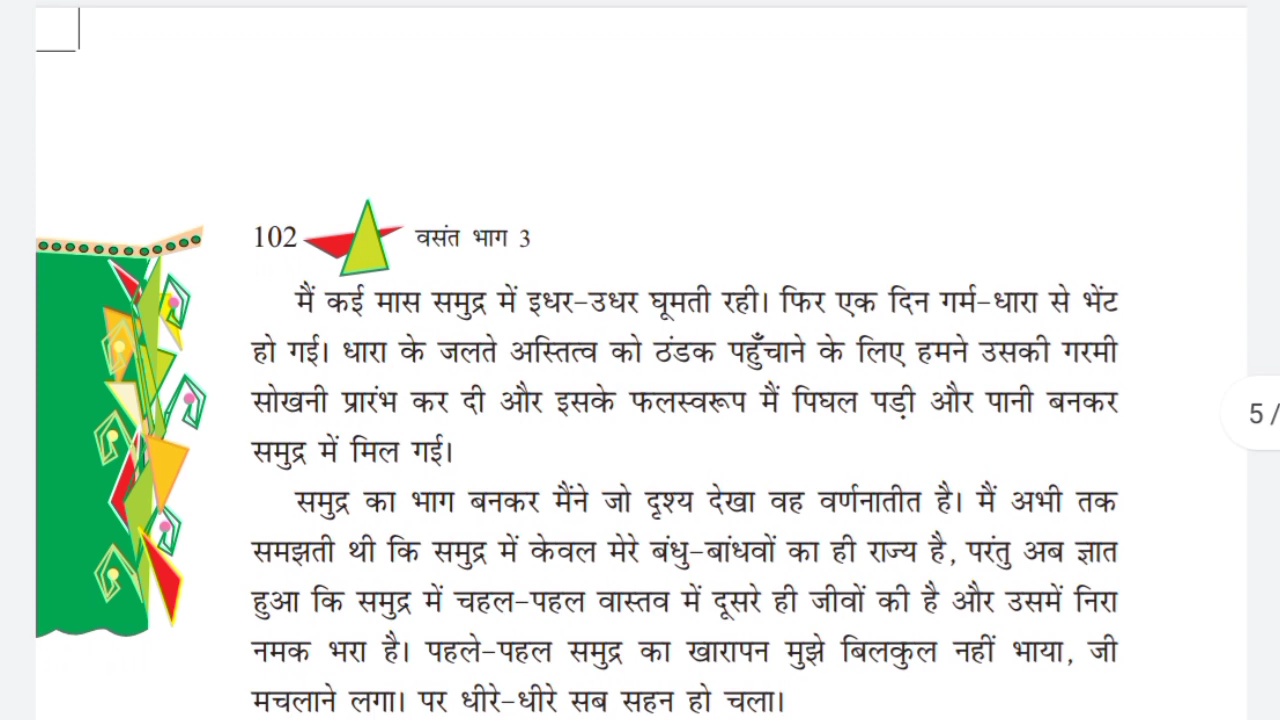 102 वसंत भाग 3
मैं कई मास समुद्र में इधर-उधर घूमती रही। फिर एक दिन गर्म-धारा से भेंट
हो गई। धारा के जलते अस्तित्व को ठंडक पहुँचाने के लिए हमने उसकी गरमी
सोखनी प्रारंभ कर दी और इसके फलस्वरूप मैं पिघल पड़ी और पानी बनकर
समुद्र में मिल गई।
समुद्र का भाग बनकर मैंने जो दृश्य देखा वह वर्णनातीत है। मैं अभी तक
समझती थी कि समुद्र में केवल मेरे बंधु-बांधवों का ही राज्य है, परंतु अब ज्ञात
हुआ कि समुद्र में चहल-पहल वास्तव में दूसरे ही जीवों की है और उसमें निरा
नमक भरा है। पहले-पहल समुद्र का खारापन मुझे बिलकुल नहीं भाया, जी
मचलाने लगा। पर धीरे-धीरे सब सहन हो चला।
5 /